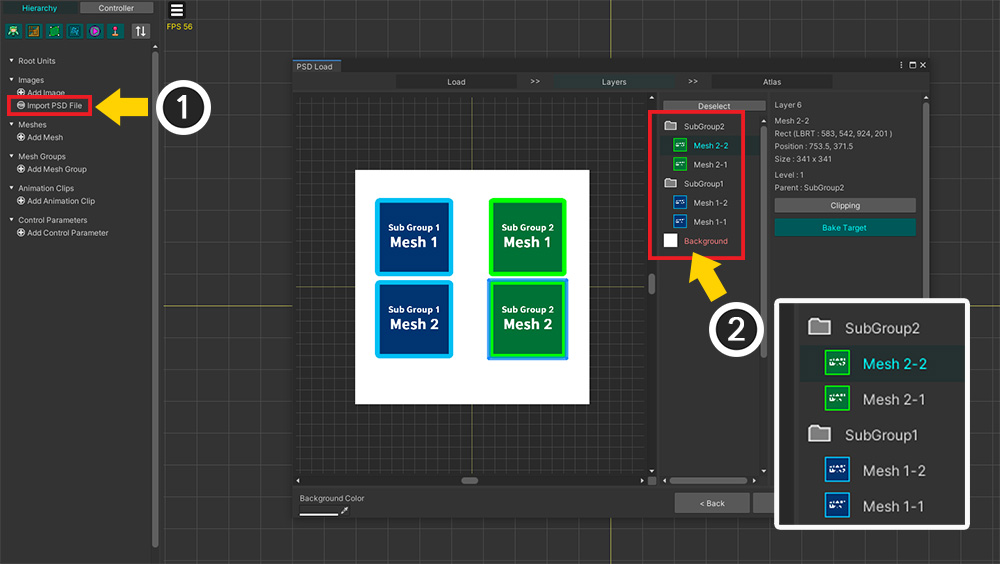 Hierarchy
Controller
FPS 56
Root Units
Images
Add Image
Import PSD File
Meshes
Add Mesh
Mesh Groups
Add Mesh Group
Animation Clips
Add Animation Clip
Control Parameters
Add Control Parameter
1
PSD Load
Load
>>
Layers
>>
Atlas
Sub Group 1
Mesh 1
Sub Group 2
Mesh 1
Sub Group 1
Mesh 2
Sub Group 2
Mesh 2
Deselect
SubGroup2
Mesh 2-2
Mesh 2-1
SubGroup1
Mesh 1-2
Mesh 1-1
Background
2
Layer 6
Mesh 2-2
Rect (LBRT : 583, 542, 924, 201 )
Position : 753.5, 371.5
Size : 341 x 341
Level : 1
Parent : SubGroup2
Clipping
Bake Target
Background Color
< Back
SubGroup2
Mesh 2-2
Mesh 2-1
SubGroup1
Mesh 1-2
Mesh 1-1